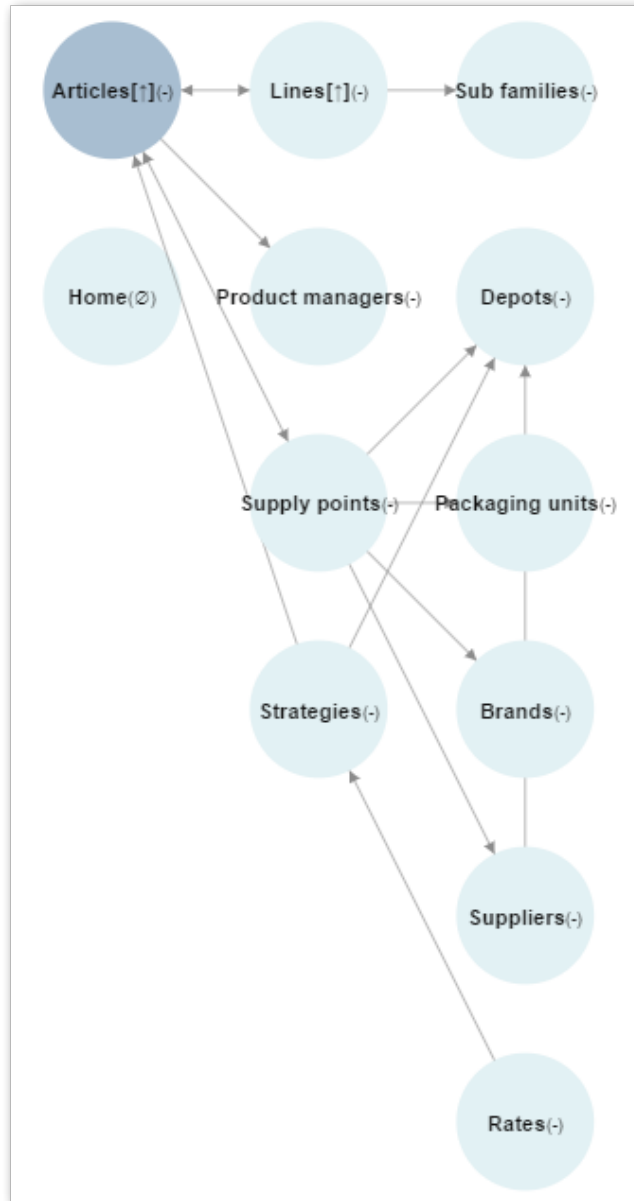 Articles[↑](-)
Lines[↑](-)
Sub families(-)
Home(∅)
Product managers(-)
Depots(-)
Supply points(-)
Packaging units(-)
Strategies(-)
Brands(-)
Suppliers(-)
Rates(-)